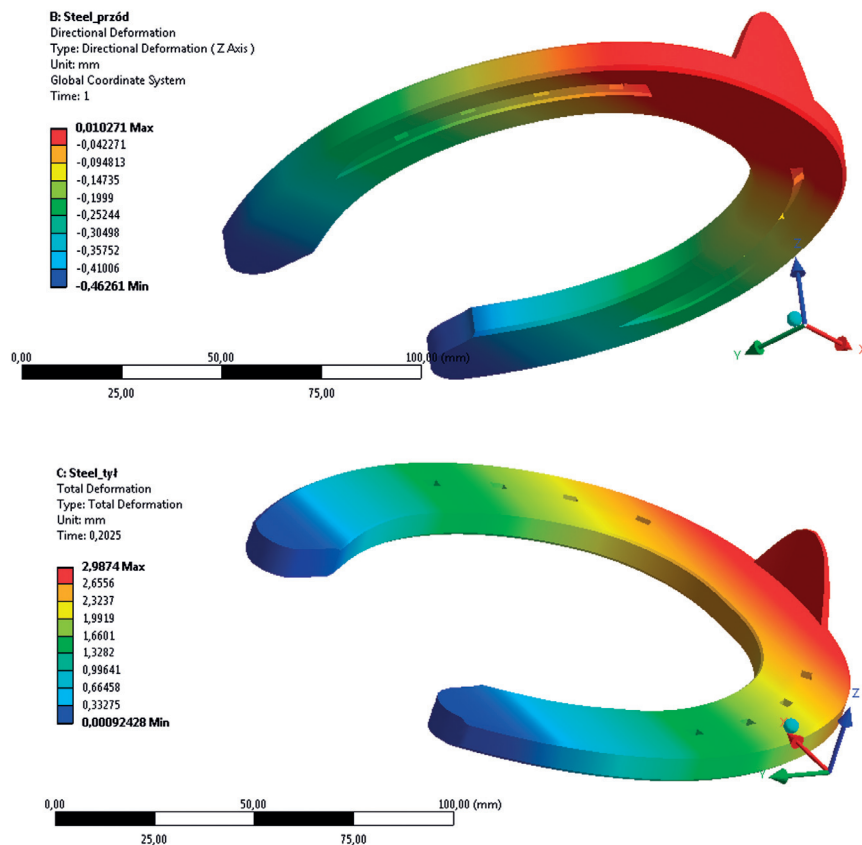 B: Steel_przód
Directional Deformation
Type: Directional Deformation ( Z Axis )
Unit: mm
Global Coordinate System
Time: 1
0,010271 Max
-0,042271
-0,094813
-0,14735
-0,1999
-0,25244
-0,30498
-0,35752
-0,41006
-0,46261 Min
Z
Y
X
0,00 50,00 100,00 (mm)
25,00 75,00
C: Steel_tył
Total Deformation
Type: Total Deformation
Unit: mm
Time: 0,2025
2,9874 Max
2,6556
2,3237
1,9919
1,6601
1,3282
0,99641
0,66458
0,33275
0,00092428 Min
Z
X
Y
0,00 50,00 100,00 (mm)
25,00 75,00